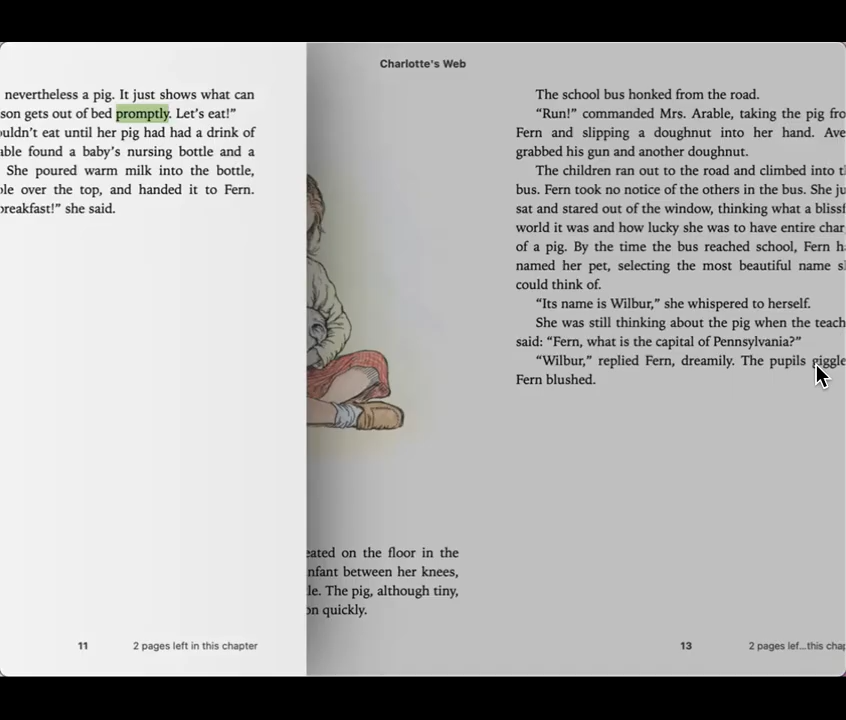 Charlotte's Web
nevertheless a pig. It just shows what can
son gets out of bed promptly. Let's eat!”
ouldn't eat until her pig had had a drink of
able found a baby's nursing bottle and a
She poured warm milk into the bottle,
ole over the top, and handed it to Fern.
breakfast!” she said.
eated on the floor in the
nfant between her knees,
le. The pig, although tiny,
on quickly.
The school bus honked from the road.
“Run!” commanded Mrs. Arable, taking the pig fro
Fern and slipping a doughnut into her hand. Ave
grabbed his gun and another doughnut.
The children ran out to the road and climbed into t
bus. Fern took no notice of the others in the bus. She ju
sat and stared out of the window, thinking what a blissf
world it was and how lucky she was to have entire char
of a pig. By the time the bus reached school, Fern h
named her pet, selecting the most beautiful name s
could think of.
“Its name is Wilbur,” she whispered to herself.
She was still thinking about the pig when the teach
said: “Fern, what is the capital of Pennsylvania?”
“Wilbur,” replied Fern, dreamily. The pupils giggle
Fern blushed.
11
2 pages left in this chapter
13
2 pages lef...this chap